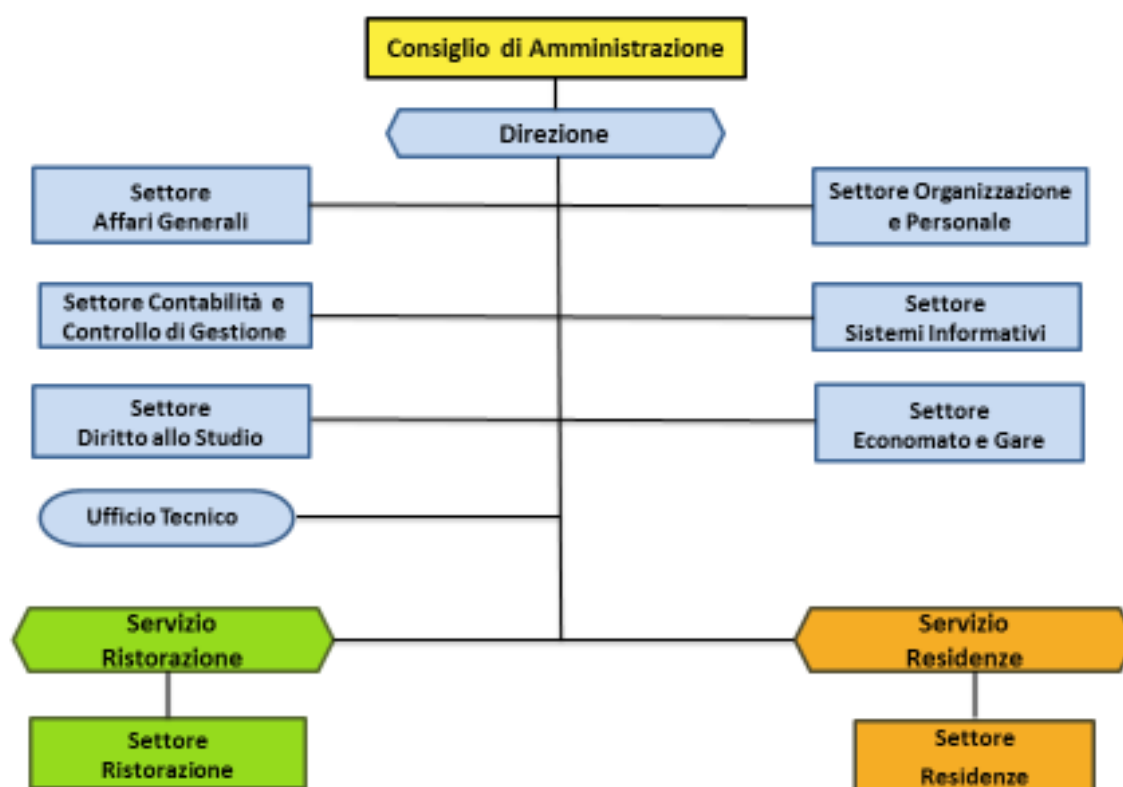 Consiglio di Amministrazione
Direzione
Settore
Affari Generali
Settore Organizzazione
e Personale
Settore Contabilità e
Controllo di Gestione
Settore
Sistemi Informativi
Settore
Diritto allo Studio
Settore
Economato e Gare
Ufficio Tecnico
Servizio
Ristorazione
Servizio
Residenze
Settore
Ristorazione
Settore
Residenze